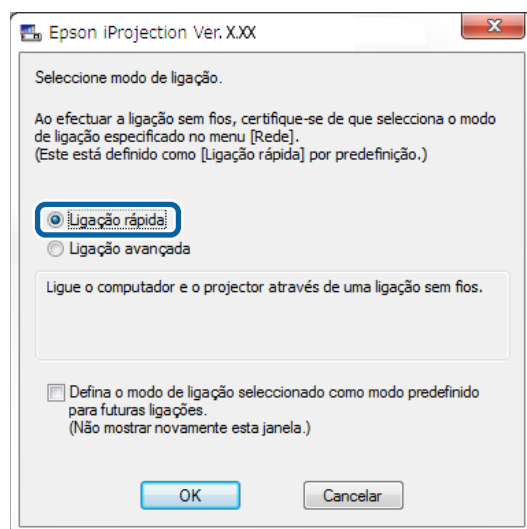 Epson iProjection Ver. X.XX
Seleccione modo de ligação.
Ao efectuar a ligação sem fios, certifique-se de que selecciona o modo
de ligação especificado no menu [Rede].
(Este está definido como [Ligação rápida] por predefinição.)
Ligação rápida
Ligação avançada
Ligue o computador e o projector através de uma ligação sem fios.
Defina o modo de ligação seleccionado como modo predefinido
para futuras ligações.
(Não mostrar novamente esta janela.)
OK Cancelar